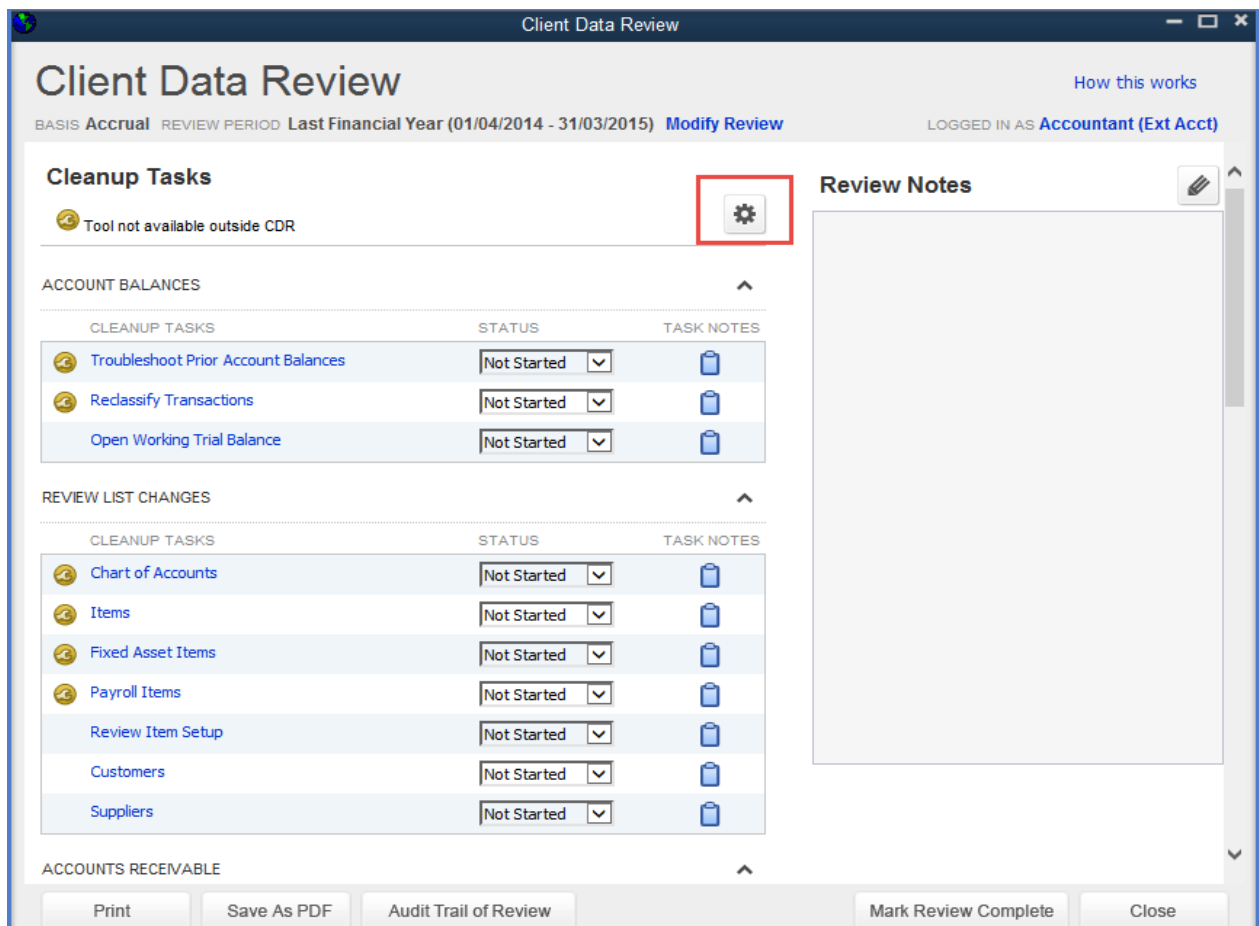 Client Data Review
Client Data Review
How this works
BASIS Accrual REVIEW PERIOD Last Financial Year (01/04/2014 - 31/03/2015) Modify Review LOGGED IN AS Accountant (Ext Acct)
Cleanup Tasks
Tool not available outside CDR
Review Notes
ACCOUNT BALANCES
CLEANUP TASKS STATUS TASK NOTES
Troubleshoot Prior Account Balances Not Started
Reclassify Transactions Not Started
Open Working Trial Balance Not Started
REVIEW LIST CHANGES
CLEANUP TASKS STATUS TASK NOTES
Chart of Accounts Not Started
Items Not Started
Fixed Asset Items Not Started
Payroll Items Not Started
Review Item Setup Not Started
Customers Not Started
Suppliers Not Started
ACCOUNTS RECEIVABLE
Print Save As PDF Audit Trail of Review Mark Review Complete Close